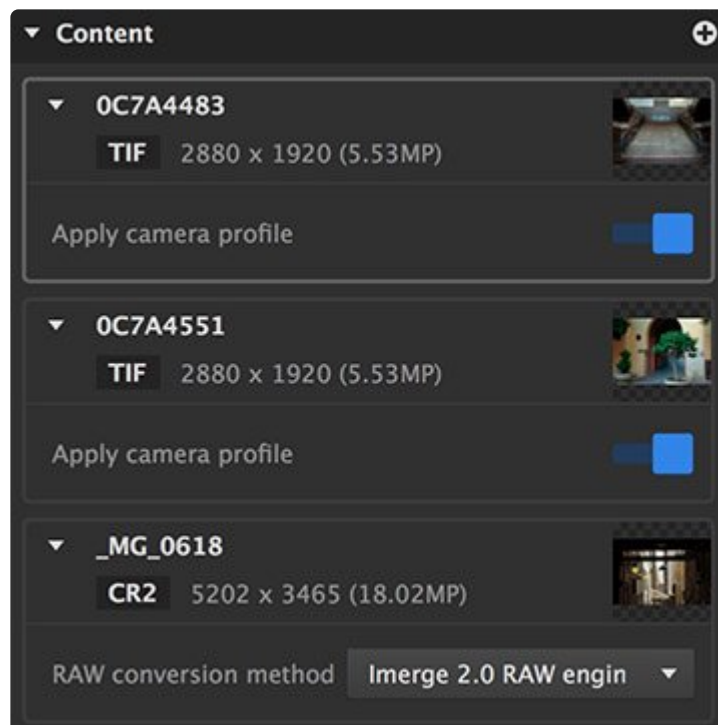 Content
0C7A4483
TIF 2880 x 1920 (5.53MP)
Apply camera profile
0C7A4551
TIF 2880 x 1920 (5.53MP)
Apply camera profile
_MG_0618
CR2 5202 x 3465 (18.02MP)
RAW conversion method Imerge 2.0 RAW engin